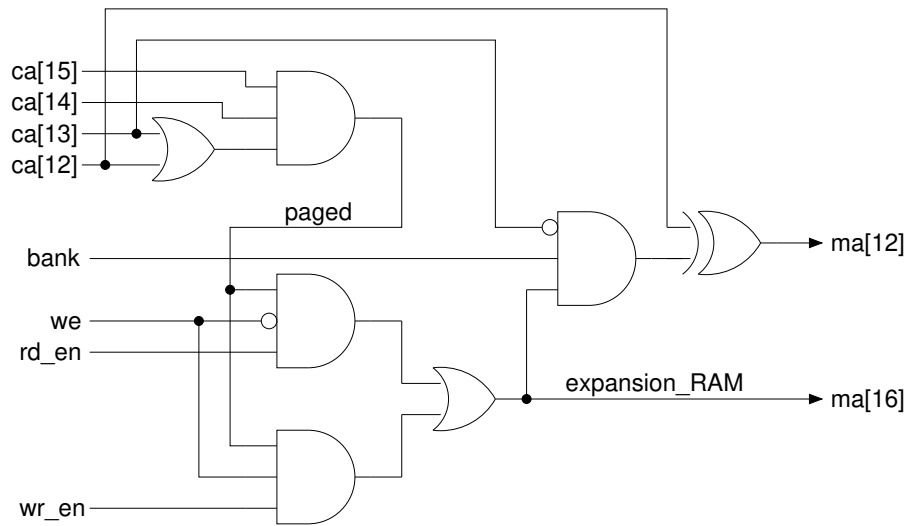 ca[15]
ca[14]
ca[13]
ca[12]
paged
bank
ma[12]
we
rd_en
expansion_RAM
ma[16]
wr_en